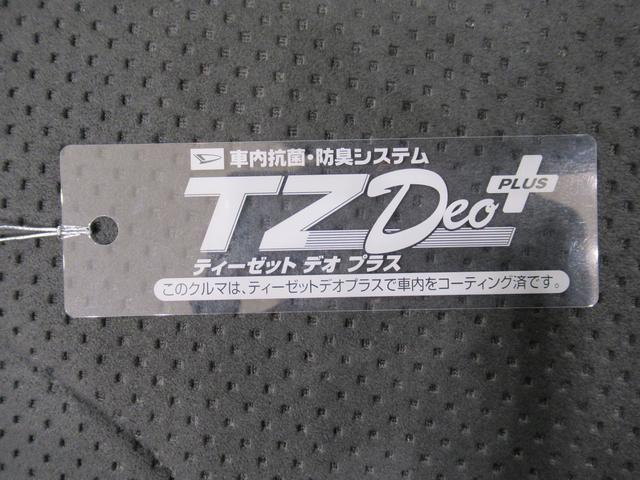 車内抗菌・防臭システム
TZ Deo PLUS
ティーゼット デオ プラス
このクルマは、ティーゼットデオプラスで車内をコーティング済です。